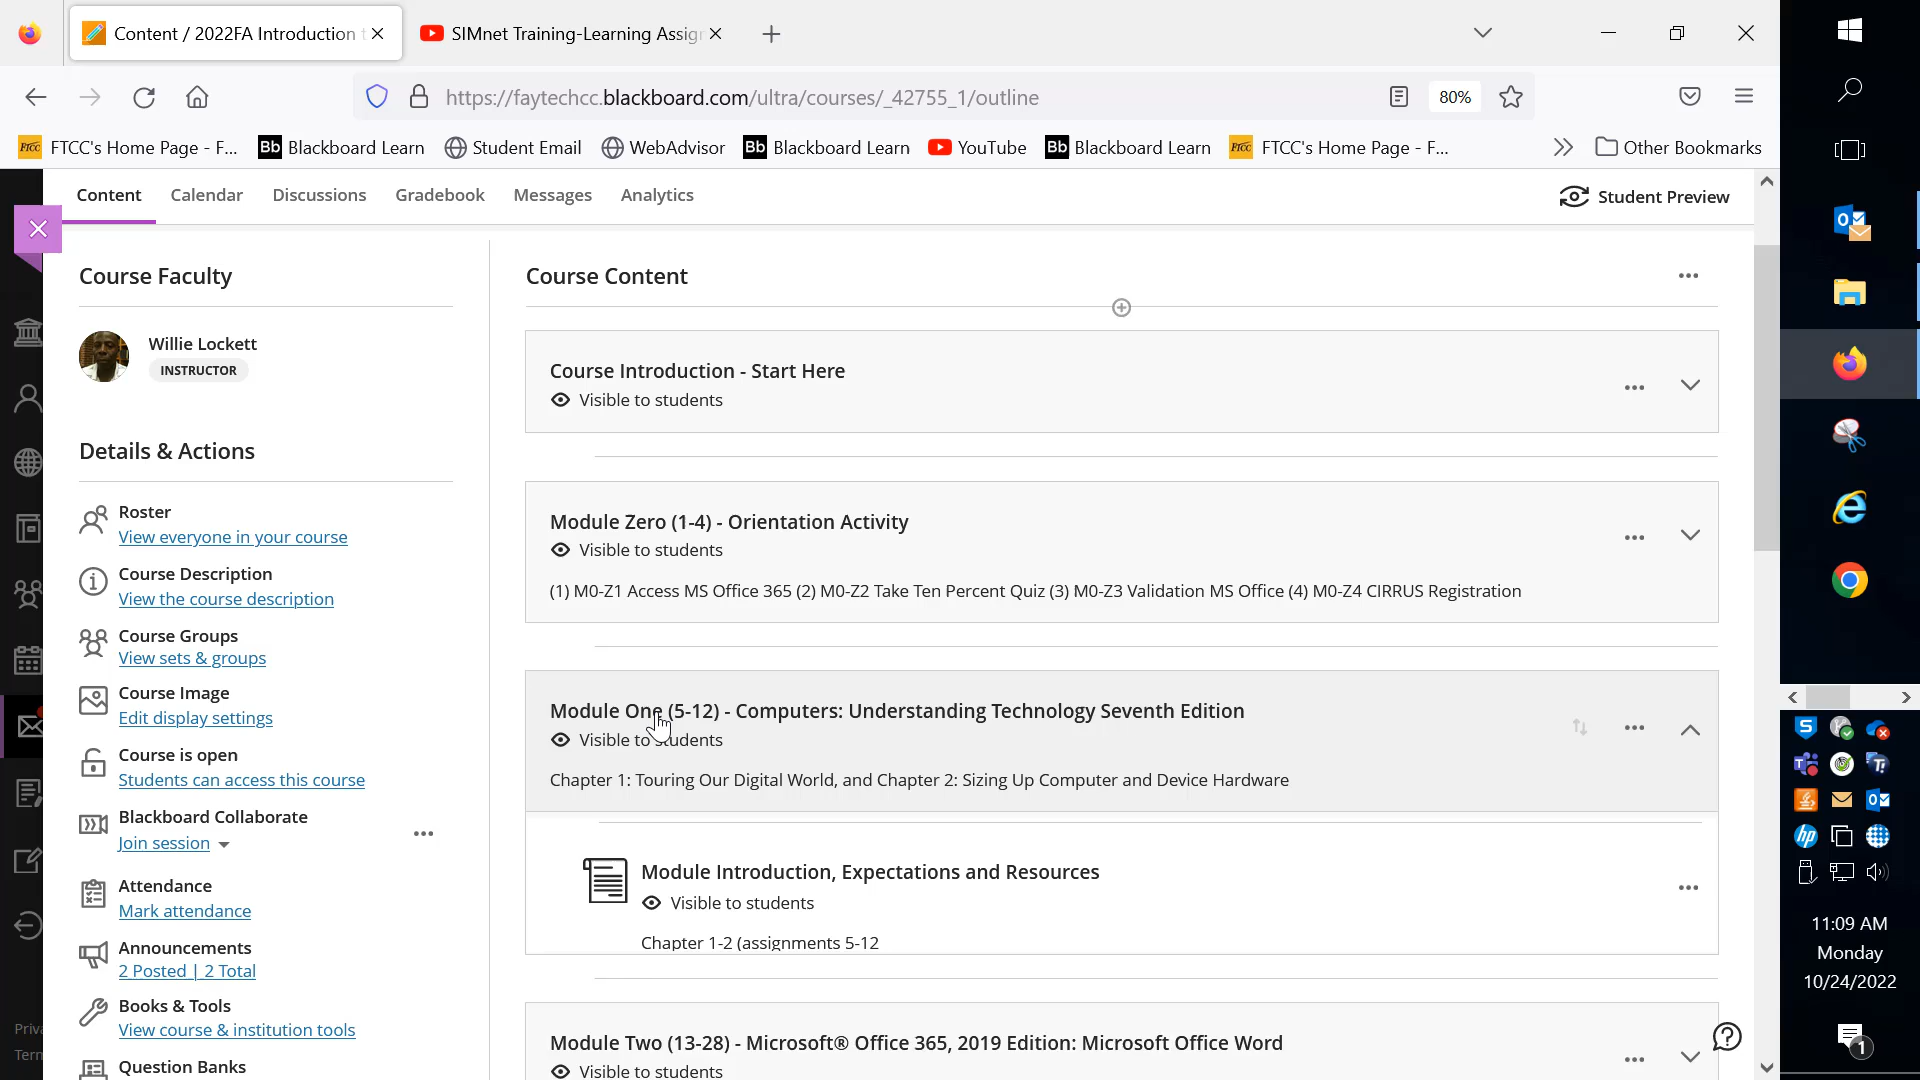 Content / 2022FA Introduction t
SIMnet Training-Learning Assig
https://faytechcc.blackboard.com/ultra/courses/_42755_1/outline
80%
FTCC FTCC's Home Page - F...
Bb Blackboard Learn
Student Email
WebAdvisor
Bb Blackboard Learn
YouTube
Bb Blackboard Learn
FTCC FTCC's Home Page - F...
Other Bookmarks
Content
Calendar
Discussions
Gradebook
Messages
Analytics
Student Preview
Course Faculty
Willie Lockett
INSTRUCTOR
Details & Actions
Roster
View everyone in your course
Course Description
View the course description
Course Groups
View sets & groups
Course Image
Edit display settings
Course is open
Students can access this course
Blackboard Collaborate
Join session
Attendance
Mark attendance
Announcements
2 Posted | 2 Total
Books & Tools
View course & institution tools
Question Banks
Priva
Term
Course Content
Course Introduction - Start Here
Visible to students
Module Zero (1-4) - Orientation Activity
Visible to students
(1) M0-Z1 Access MS Office 365 (2) M0-Z2 Take Ten Percent Quiz (3) M0-Z3 Validation MS Office (4) M0-Z4 CIRRUS Registration
Module One (5-12) - Computers: Understanding Technology Seventh Edition
Visible to students
Chapter 1: Touring Our Digital World, and Chapter 2: Sizing Up Computer and Device Hardware
Module Introduction, Expectations and Resources
Visible to students
Chapter 1-2 (assignments 5-12
Module Two (13-28) - Microsoft® Office 365, 2019 Edition: Microsoft Office Word
Visible to students
11:09 AM
Monday
10/24/2022
1